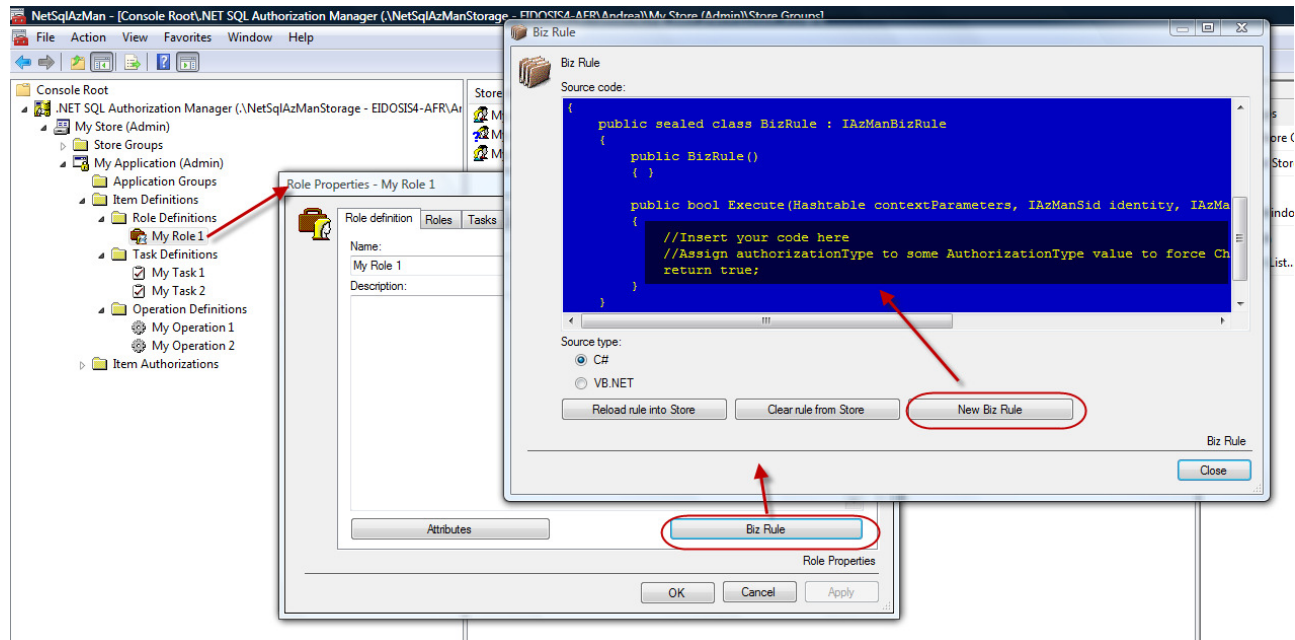 NetSqlAzMan - [Console Root\.NET SQL Authorization Manager (.\NetSqlAzManStorage - EIDOSIS4-AFR\Andrea)\My Store (Admin)\Store Groups]
File Action View Favorites Window Help
Console Root
.NET SQL Authorization Manager (.\NetSqlAzManStorage - EIDOSIS4-AFR\Ar
My Store (Admin)
Store Groups
My Application (Admin)
Application Groups
Item Definitions
Role Definitions
My Role 1
Task Definitions
My Task 1
My Task 2
Operation Definitions
My Operation 1
My Operation 2
Item Authorizations
Store
Role Properties - My Role 1
Role definition Roles Tasks
Name:
My Role 1
Description:
Attributes
Biz Rule
Role Properties
OK Cancel Apply
Biz Rule
Biz Rule
Source code:
{
public sealed class BizRule : IAzManBizRule
{
public BizRule()
{ }
public bool Execute(Hashtable contextParameters, IAzManSid identity, IAzMa
{
//Insert your code here
//Assign authorizationType to some AuthorizationType value to force Ch
return true;
}
}
Source type:
C#
VB.NET
Reload rule into Store Clear rule from Store New Biz Rule
Biz Rule
Close